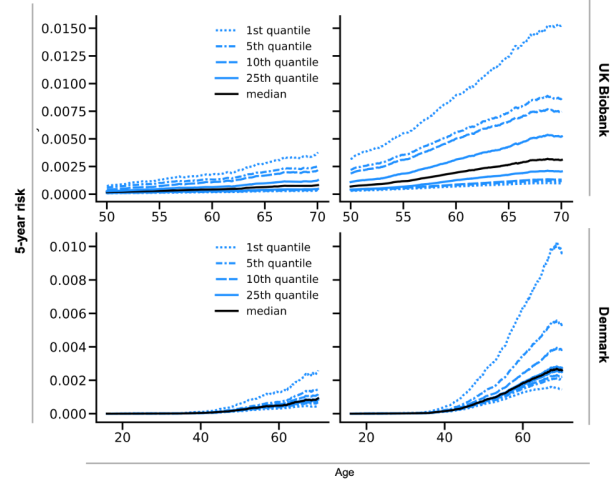 0.0150
0.0125
0.0100
0.0075
0.0050
0.0025
0.0000
1st quantile
5th quantile
10th quantile
25th quantile
median
50 55 60 65 70
50 55 60 65 70
UK Biobank
5-year risk
0.010
0.008
0.006
0.004
0.002
0.000
1st quantile
5th quantile
10th quantile
25th quantile
median
20 40 60
20 40 60
Denmark
Age